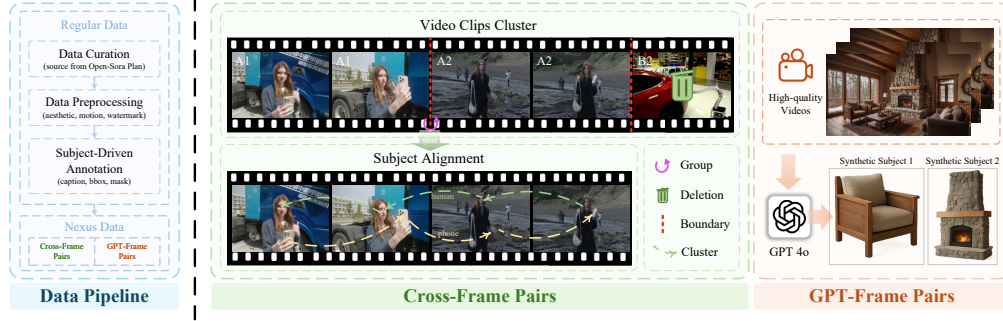 Regular Data
Data Curation
(source from Open-Sora Plan)
Data Preprocessing
(aesthetic, motion, watermark)
Subject-Driven
Annotation
(caption, bbox, mask)
Nexus Data
Cross-Frame
Pairs
GPT-Frame
Pairs
Data Pipeline
Video Clips Cluster
A1
A1
A2
A2
B2
Subject Alignment
human
phone
Group
Deletion
Boundary
Cluster
Cross-Frame Pairs
High-quality
Videos
GPT 4o
Synthetic Subject 1
Synthetic Subject 2
GPT-Frame Pairs